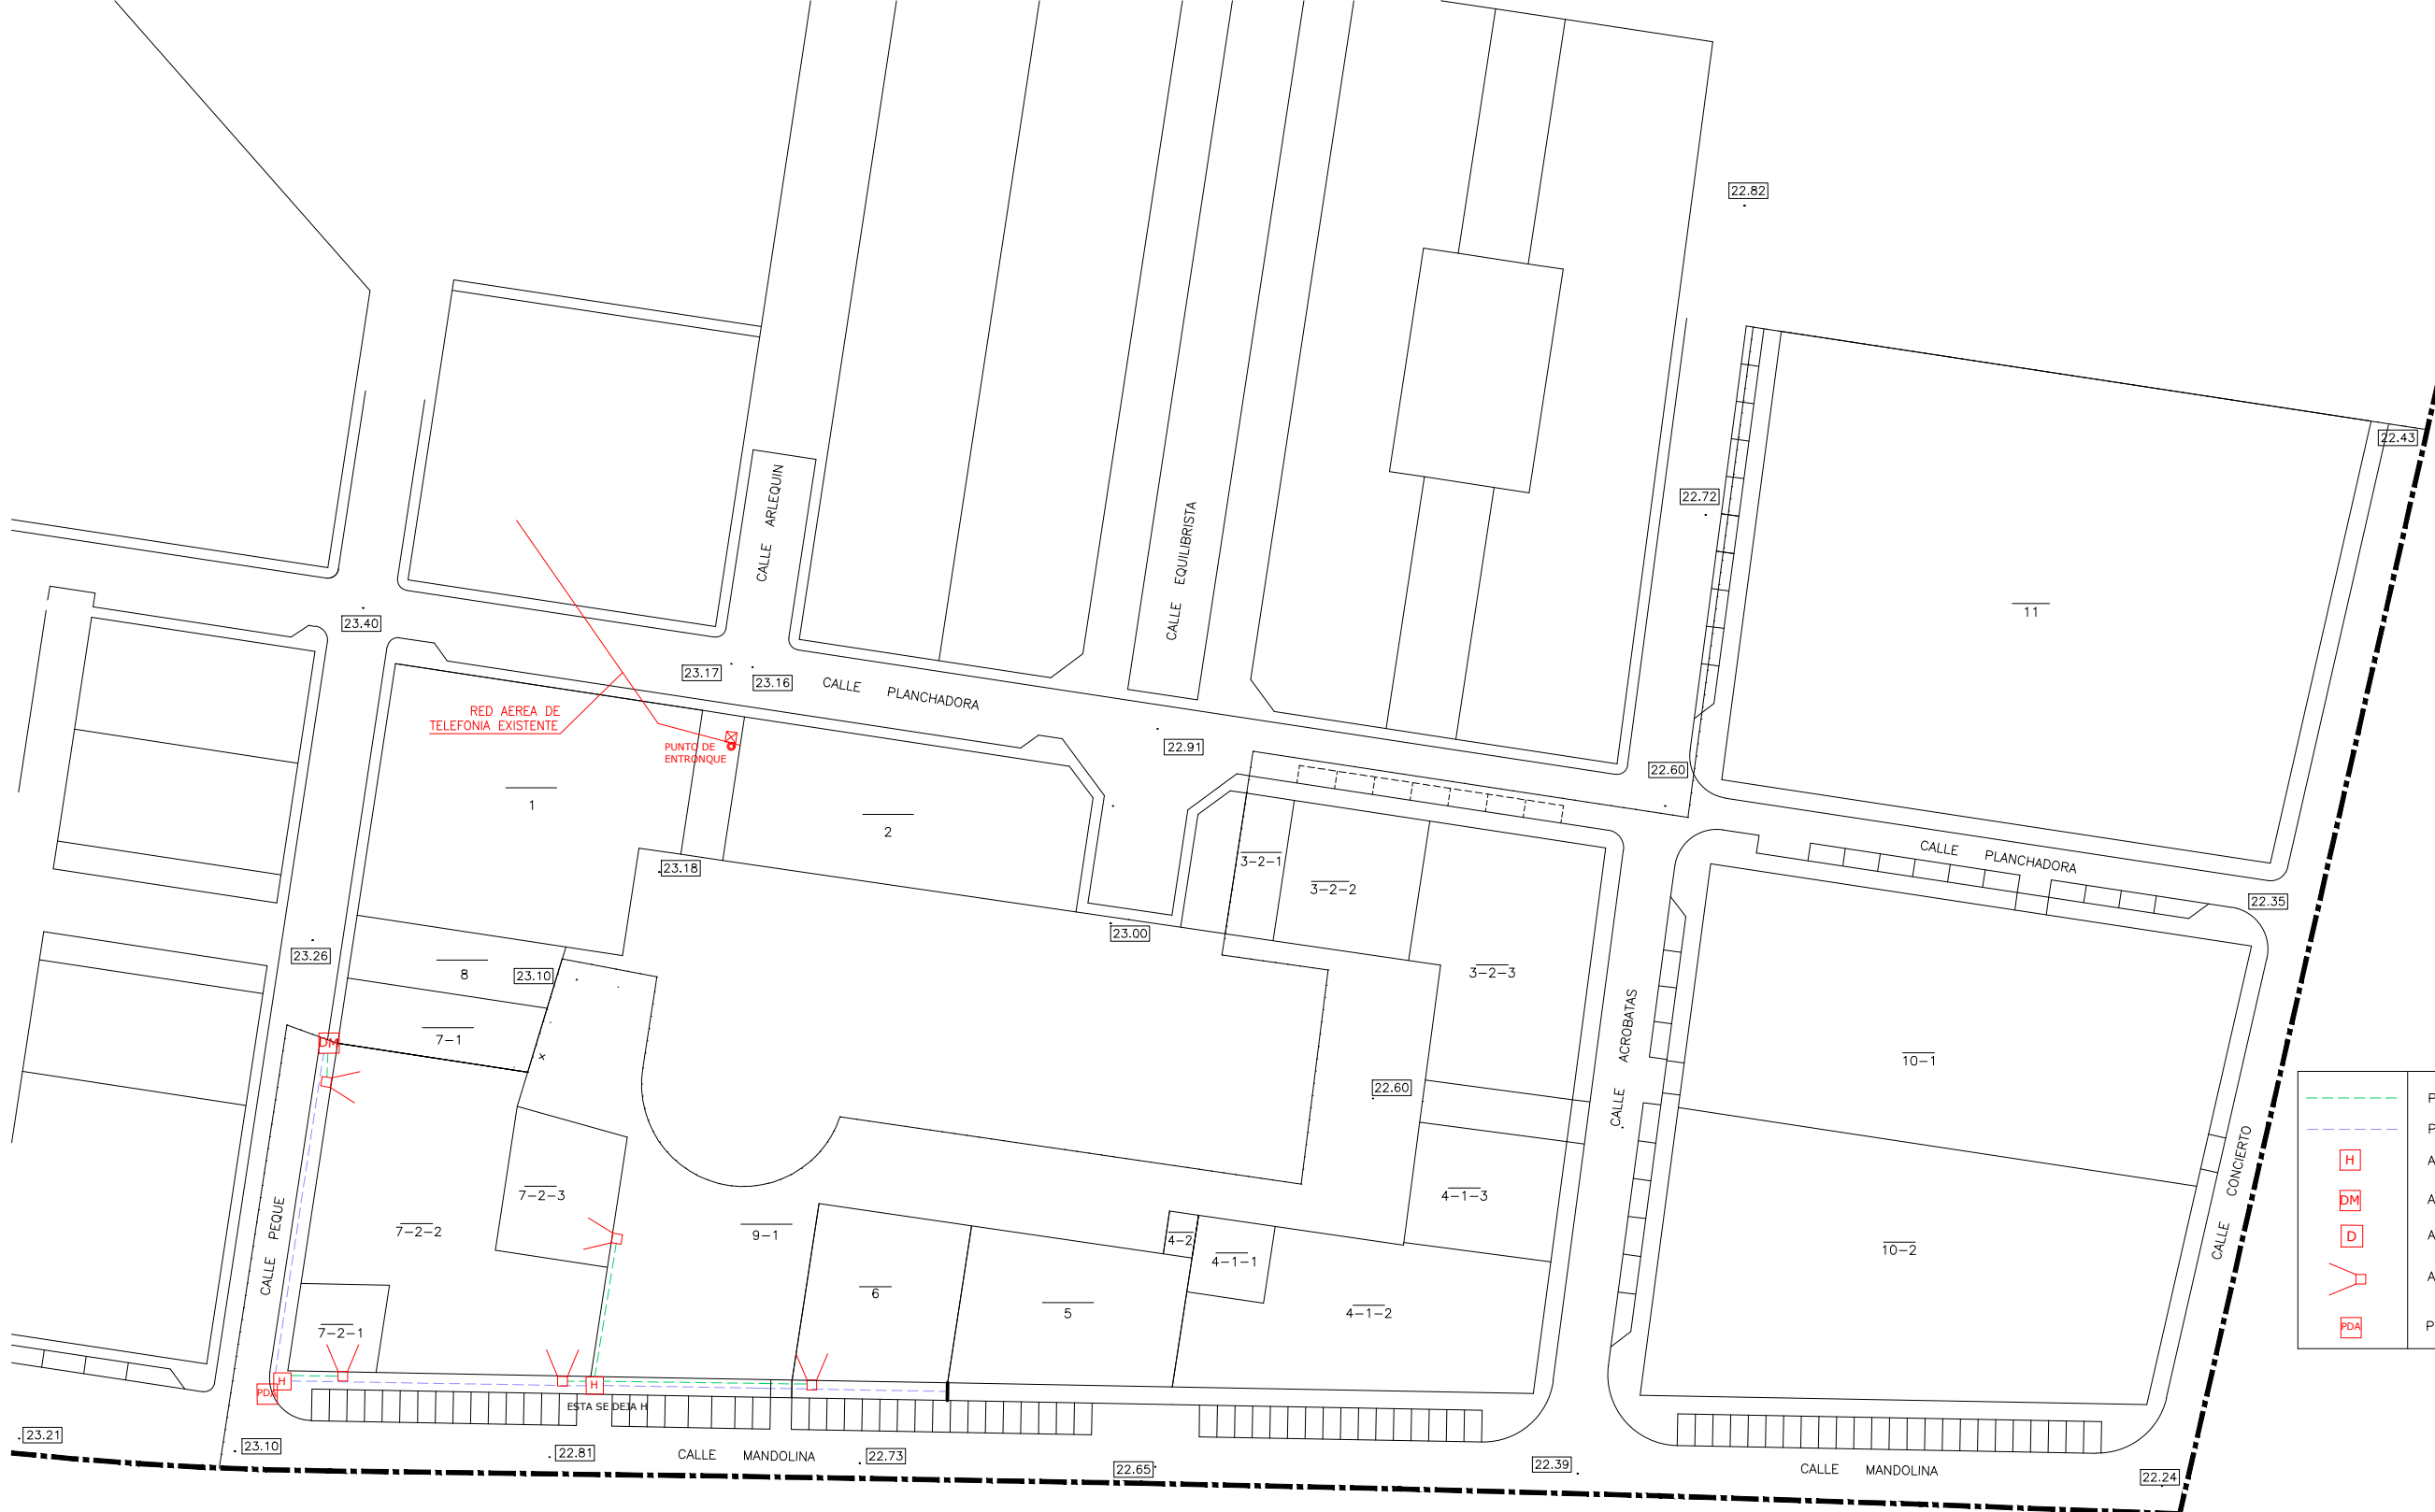 22.82
22.43
CALLE ARLEQUIN
22.72
CALLE EQUILIBRISTA
11
23.40
23.17
23.16
CALLE PLANCHADORA
RED AEREA DE
TELEFONIA EXISTENTE
PUNTO DE
ENTRONQUE
22.91
22.60
1
2
23.18
3-2-1
3-2-2
CALLE PLANCHADORA
22.35
23.00
23.26
8
23.10
3-2-3
7-1
DM
CALLE ACROBATAS
10-1
22.60
P
P
H
A
DM
A
D
A
A
PDA
P
7-2-3
7-2-2
9-1
4-2
4-1-1
4-1-3
CALLE PEQUE
CALLE CONCIERTO
10-2
6
5
4-1-2
7-2-1
H
PDA
H
ESTA SE DEJA H
23.21
23.10
22.81
CALLE MANDOLINA
22.73
22.65
22.39
CALLE MANDOLINA
22.24